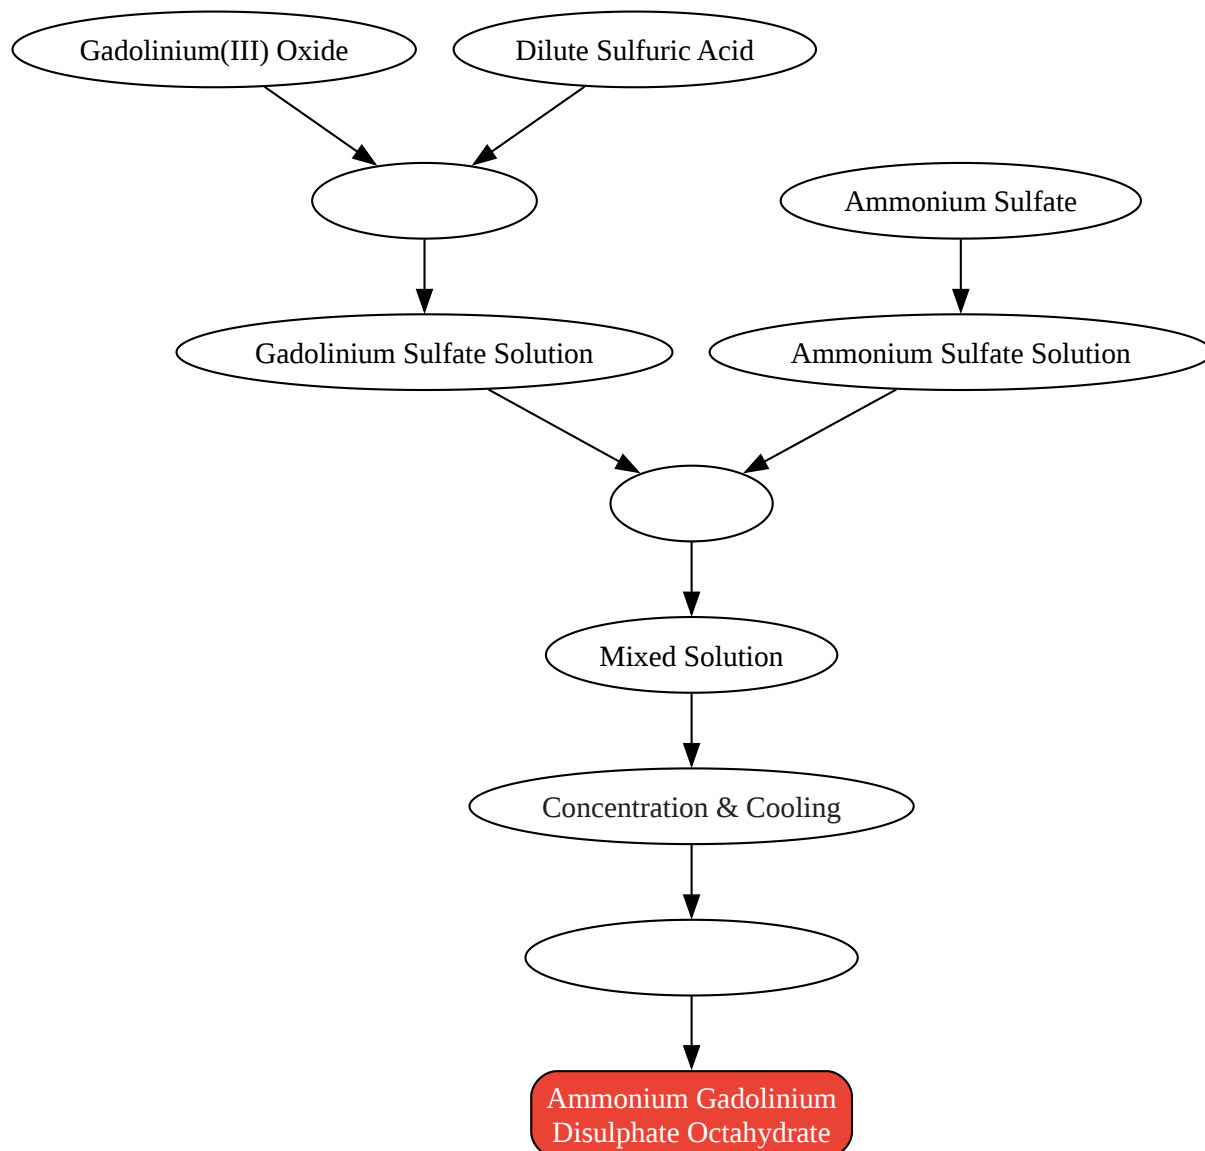 Gadolinium(III) Oxide
Dilute Sulfuric Acid
Ammonium Sulfate
Gadolinium Sulfate Solution
Ammonium Sulfate Solution
Mixed Solution
Concentration & Cooling
Ammonium Gadolinium
Disulphate Octahydrate